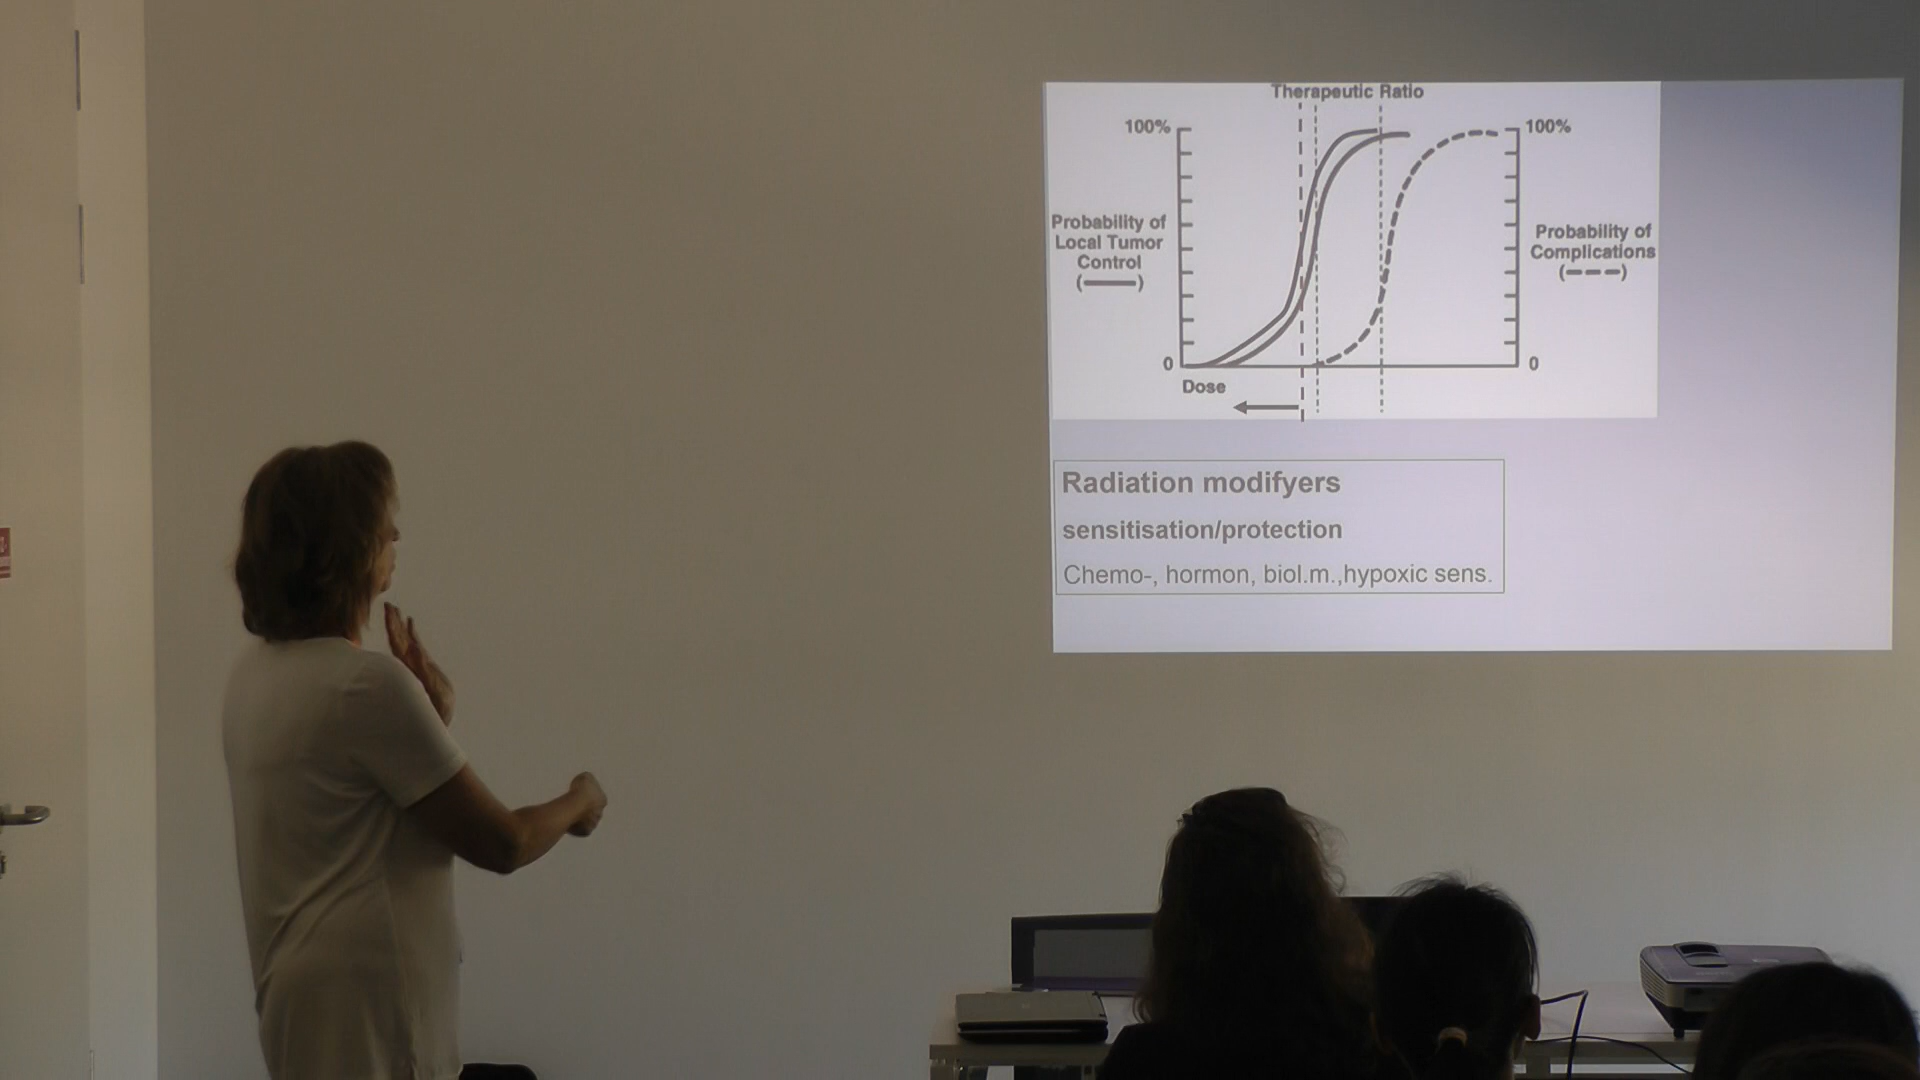 Therapeutic Ratio
100%
100%
Probability of
Local Tumor
Control
(—)
Probability of
Complications
(---)
0
0
Dose
Radiation modifyers
sensitisation/protection
Chemo-, hormon, biol.m.,hypoxic sens.